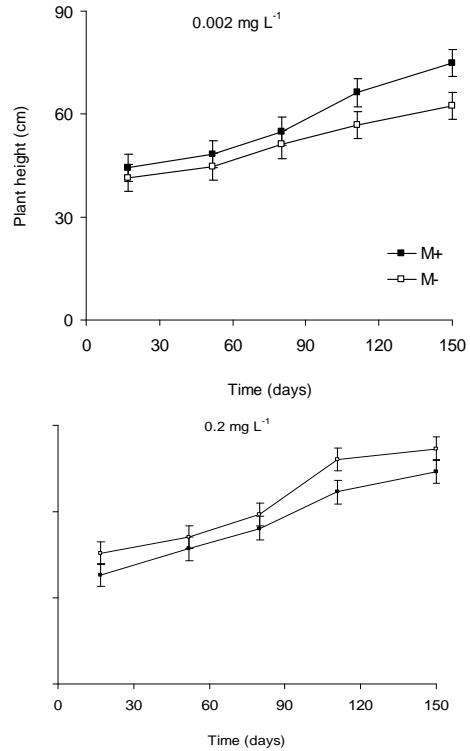 0.002 mg L⁻¹
90
60
30
0
Plant height (cm)
M+
M-
0 30 60 90 120 150
Time (days)
0.2 mg L⁻¹
0 30 60 90 120 150
Time (days)